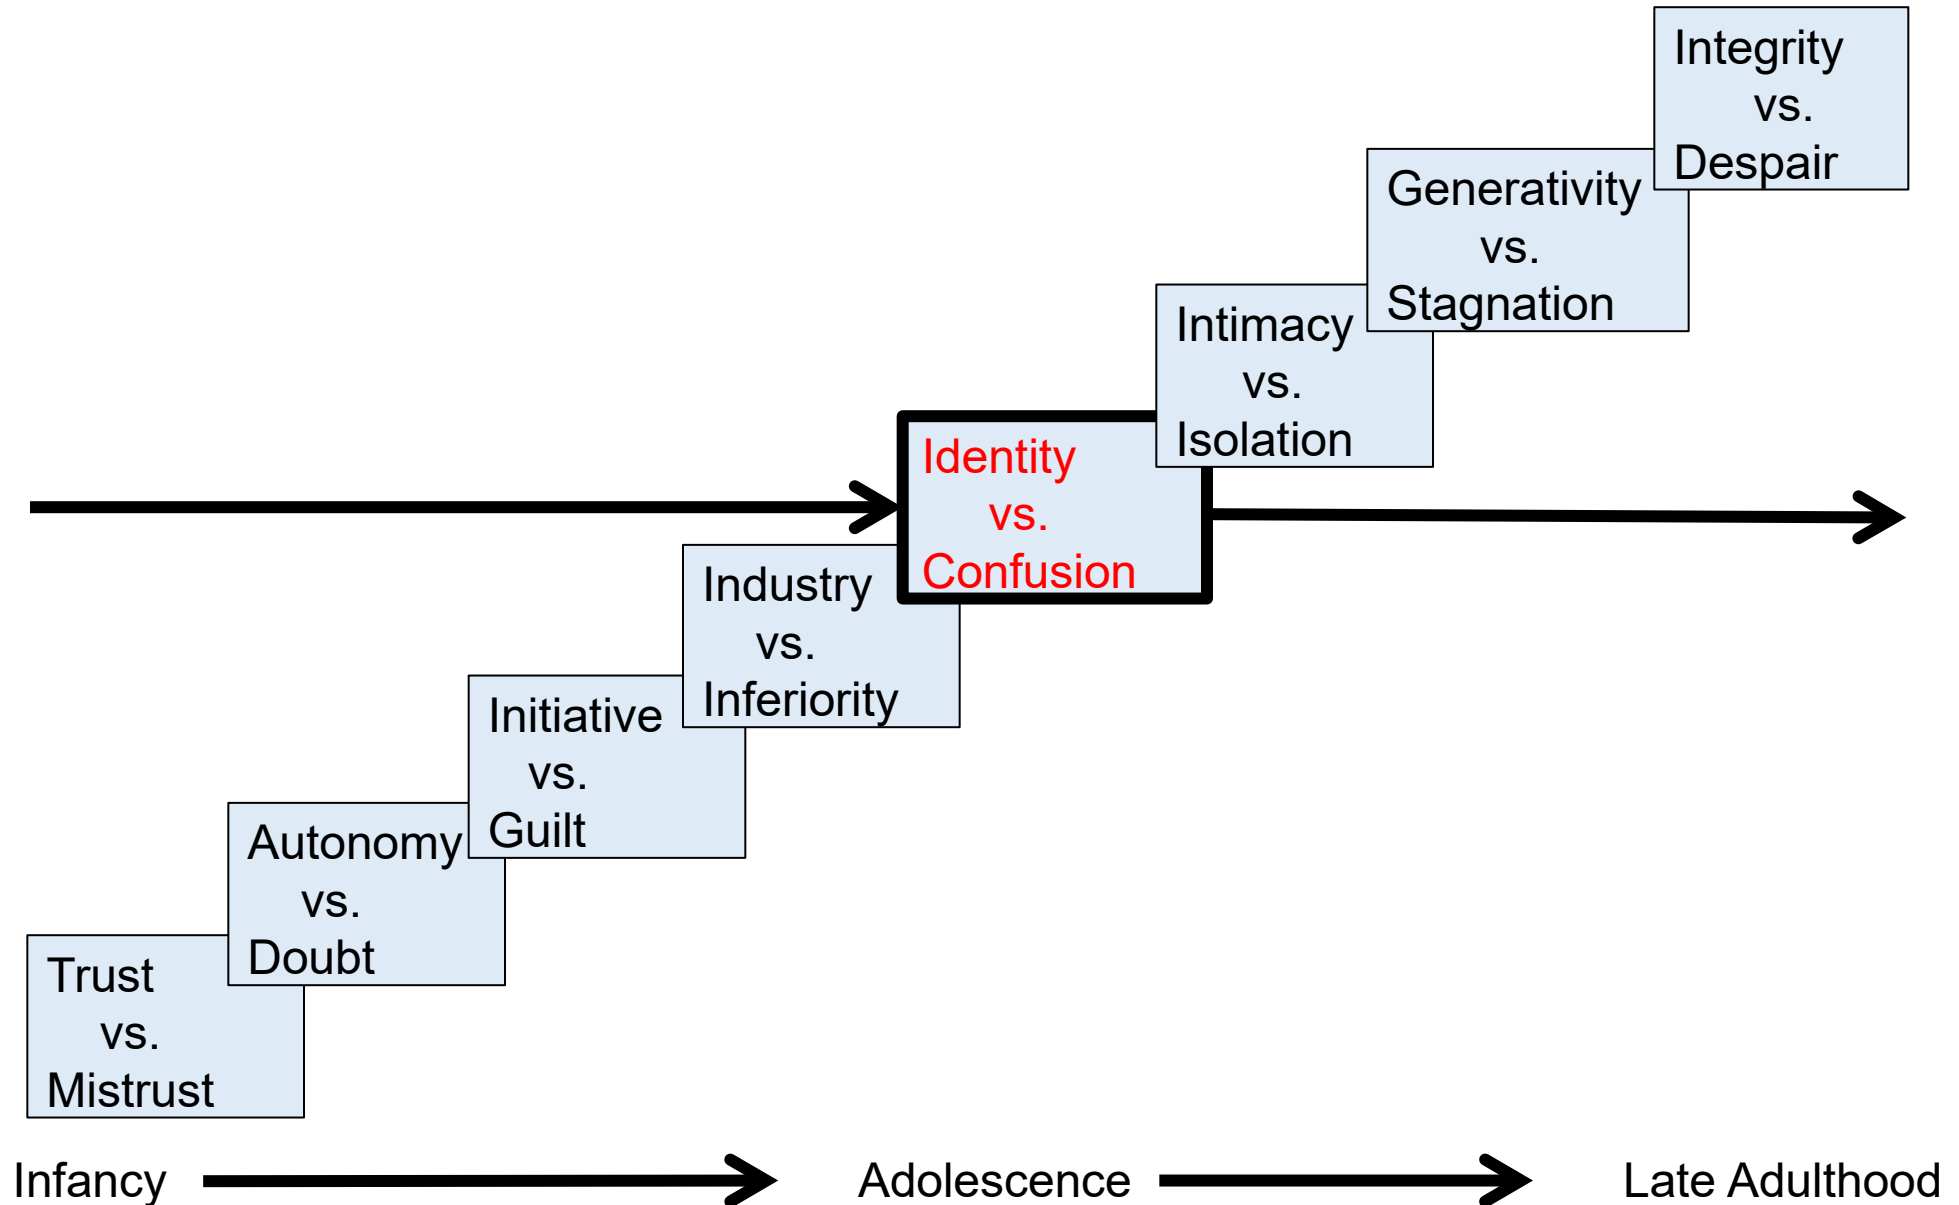 Integrity
vs.
Despair
Generativity
vs.
Stagnation
Intimacy
vs.
Isolation
Identity
vs.
Confusion
Industry
vs.
Inferiority
Initiative
vs.
Guilt
Autonomy
vs.
Doubt
Trust
vs.
Mistrust
Infancy Adolescence Late Adulthood